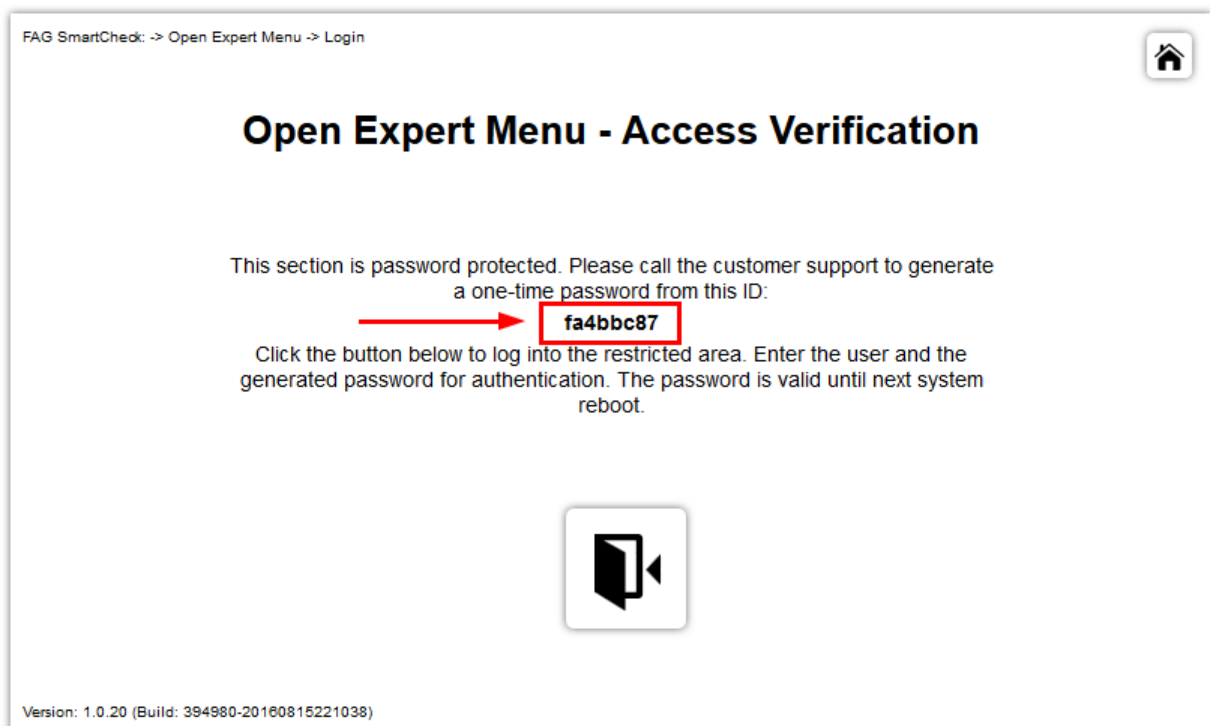 FAG SmartCheck: -> Open Expert Menu -> Login
Open Expert Menu - Access Verification
This section is password protected. Please call the customer support to generate
a one-time password from this ID:
fa4bbc87
Click the button below to log into the restricted area. Enter the user and the
generated password for authentication. The password is valid until next system
reboot.
Version: 1.0.20 (Build: 394980-20160815221038)